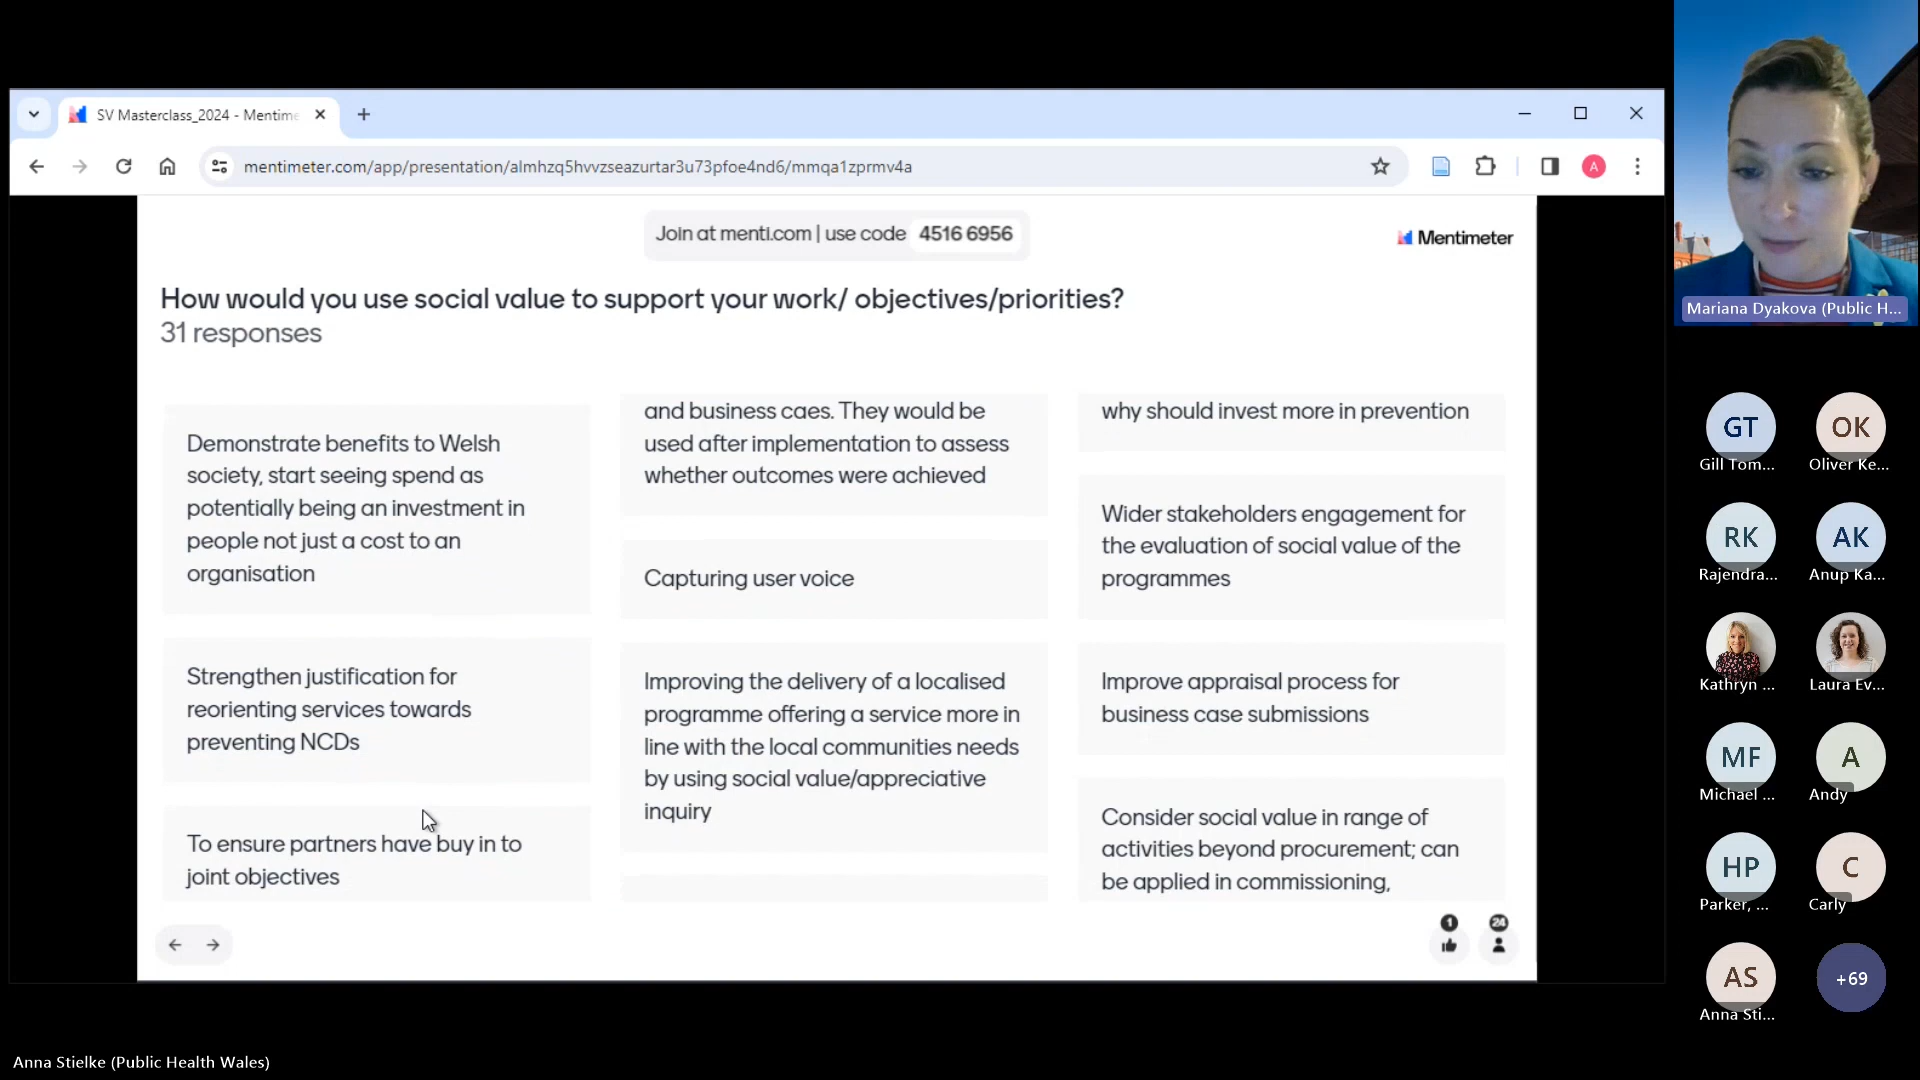 SV Masterclass_2024 - Mentime
mentimeter.com/app/presentation/almhzq5hvvzseazurtar3u73pfoe4nd6/mmqa1zprmv4a
A
Join at menti.com | use code 4516 6956
Mentimeter
How would you use social value to support your work/ objectives/priorities?
31 responses
Demonstrate benefits to Welsh
society, start seeing spend as
potentially being an investment in
people not just a cost to an
organisation
Strengthen justification for
reorienting services towards
preventing NCDs
To ensure partners have buy in to
joint objectives
and business caes. They would be
used after implementation to assess
whether outcomes were achieved
Capturing user voice
Improving the delivery of a localised
programme offering a service more in
line with the local communities needs
by using social value/appreciative
inquiry
why should invest more in prevention
Wider stakeholders engagement for
the evaluation of social value of the
programmes
Improve appraisal process for
business case submissions
Consider social value in range of
activities beyond procurement; can
be applied in commissioning,
1
24
Mariana Dyakova (Public H...
GT
Gill Tom...
OK
Oliver Ke...
RK
Rajendra...
AK
Anup Ka...
Kathryn ...
Laura Ev...
MF
Michael ...
A
Andy
HP
Parker, ...
C
Carly
AS
Anna Sti...
+69
Anna Stielke (Public Health Wales)